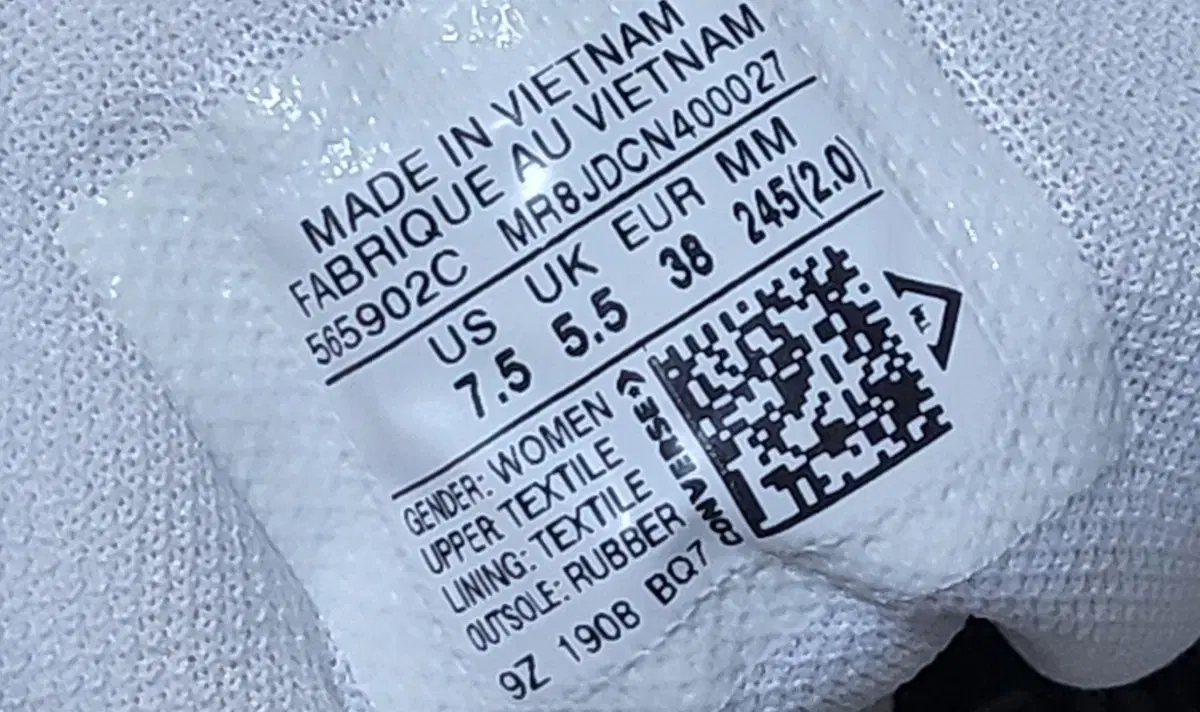 MADE IN VIETNAM
FABRIQUE AU VIETNAM
565902C MR8JDCN400027
US UK EUR MM
7.5 5.5 38 245(2.0)
GENDER: WOMEN
UPPER: TEXTILE
LINING: TEXTILE
OUTSOLE: RUBBER
9Z 1908 BQ7
CONVERSE
TM